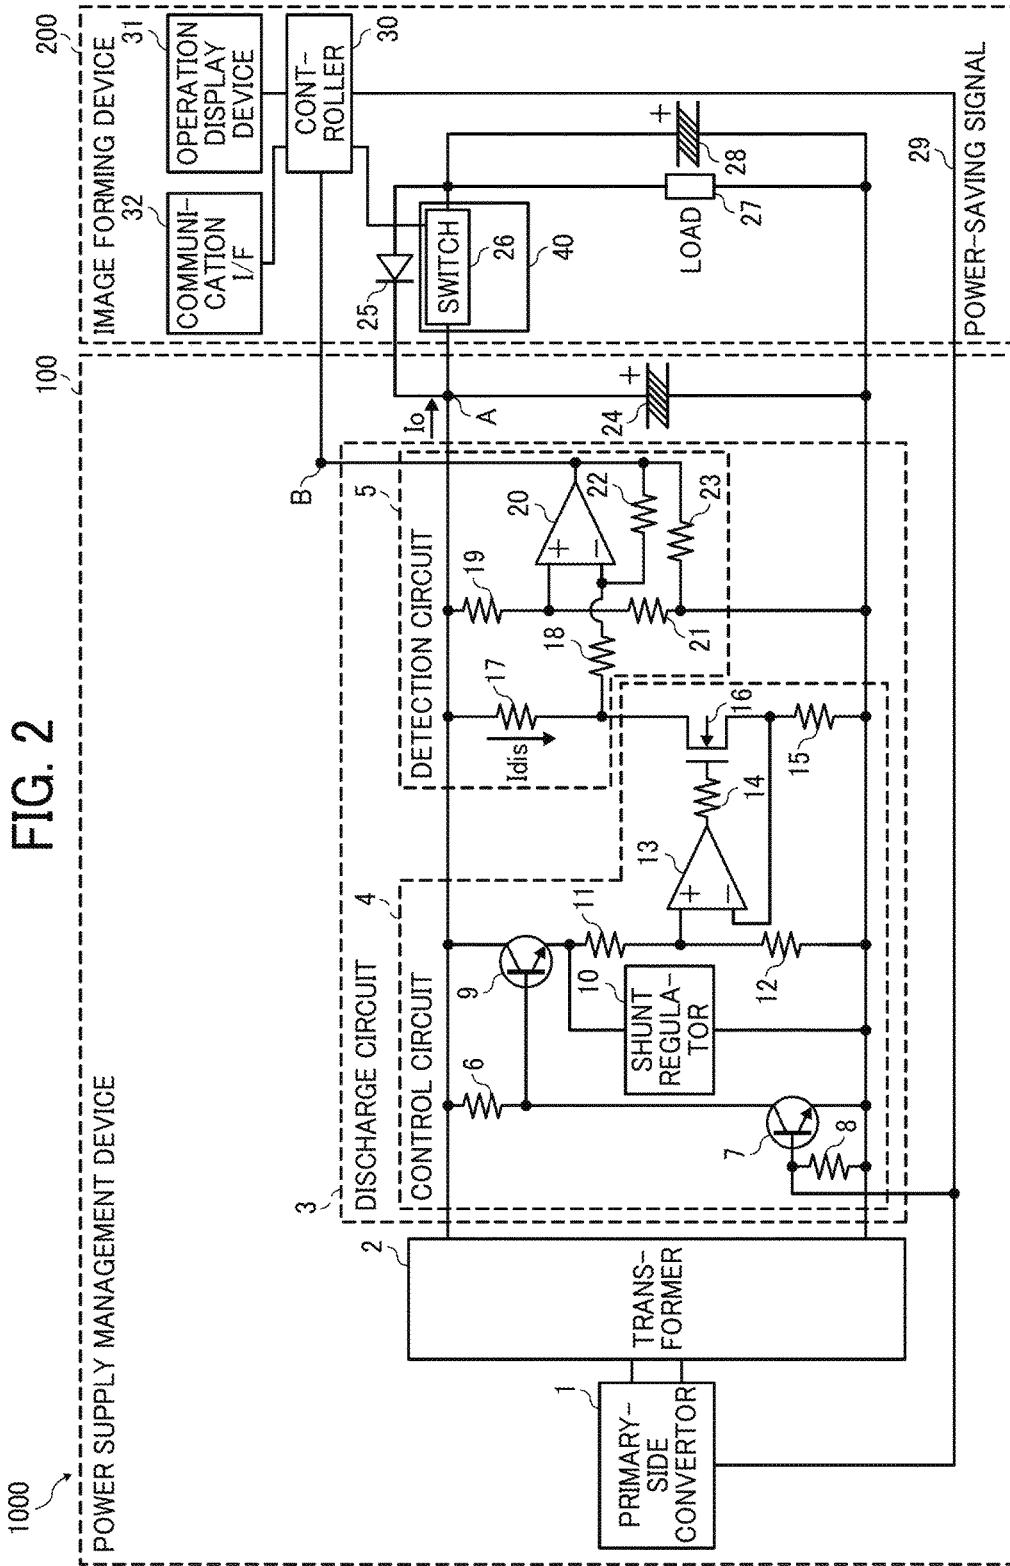 FIG. 2
1000
POWER SUPPLY MANAGEMENT DEVICE
100
IMAGE FORMING DEVICE
200
COMMUNI-
CATION
I/F
32
OPERATION
DISPLAY
DEVICE
31
CONT-
ROLLER
30
B
25
SWITCH
26
40
Io
A
24
+
LOAD
27
28
+
29
POWER-SAVING SIGNAL
3
DISCHARGE CIRCUIT
4
CONTROL CIRCUIT
5
DETECTION CIRCUIT
6
7
8
9
SHUNT
REGULA-
TOR
10
11
12
13
+
−
14
15
16
17
Idis
18
19
20
+
−
21
22
23
2
TRANS-
FORMER
1
PRIMARY-
SIDE
CONVERTOR